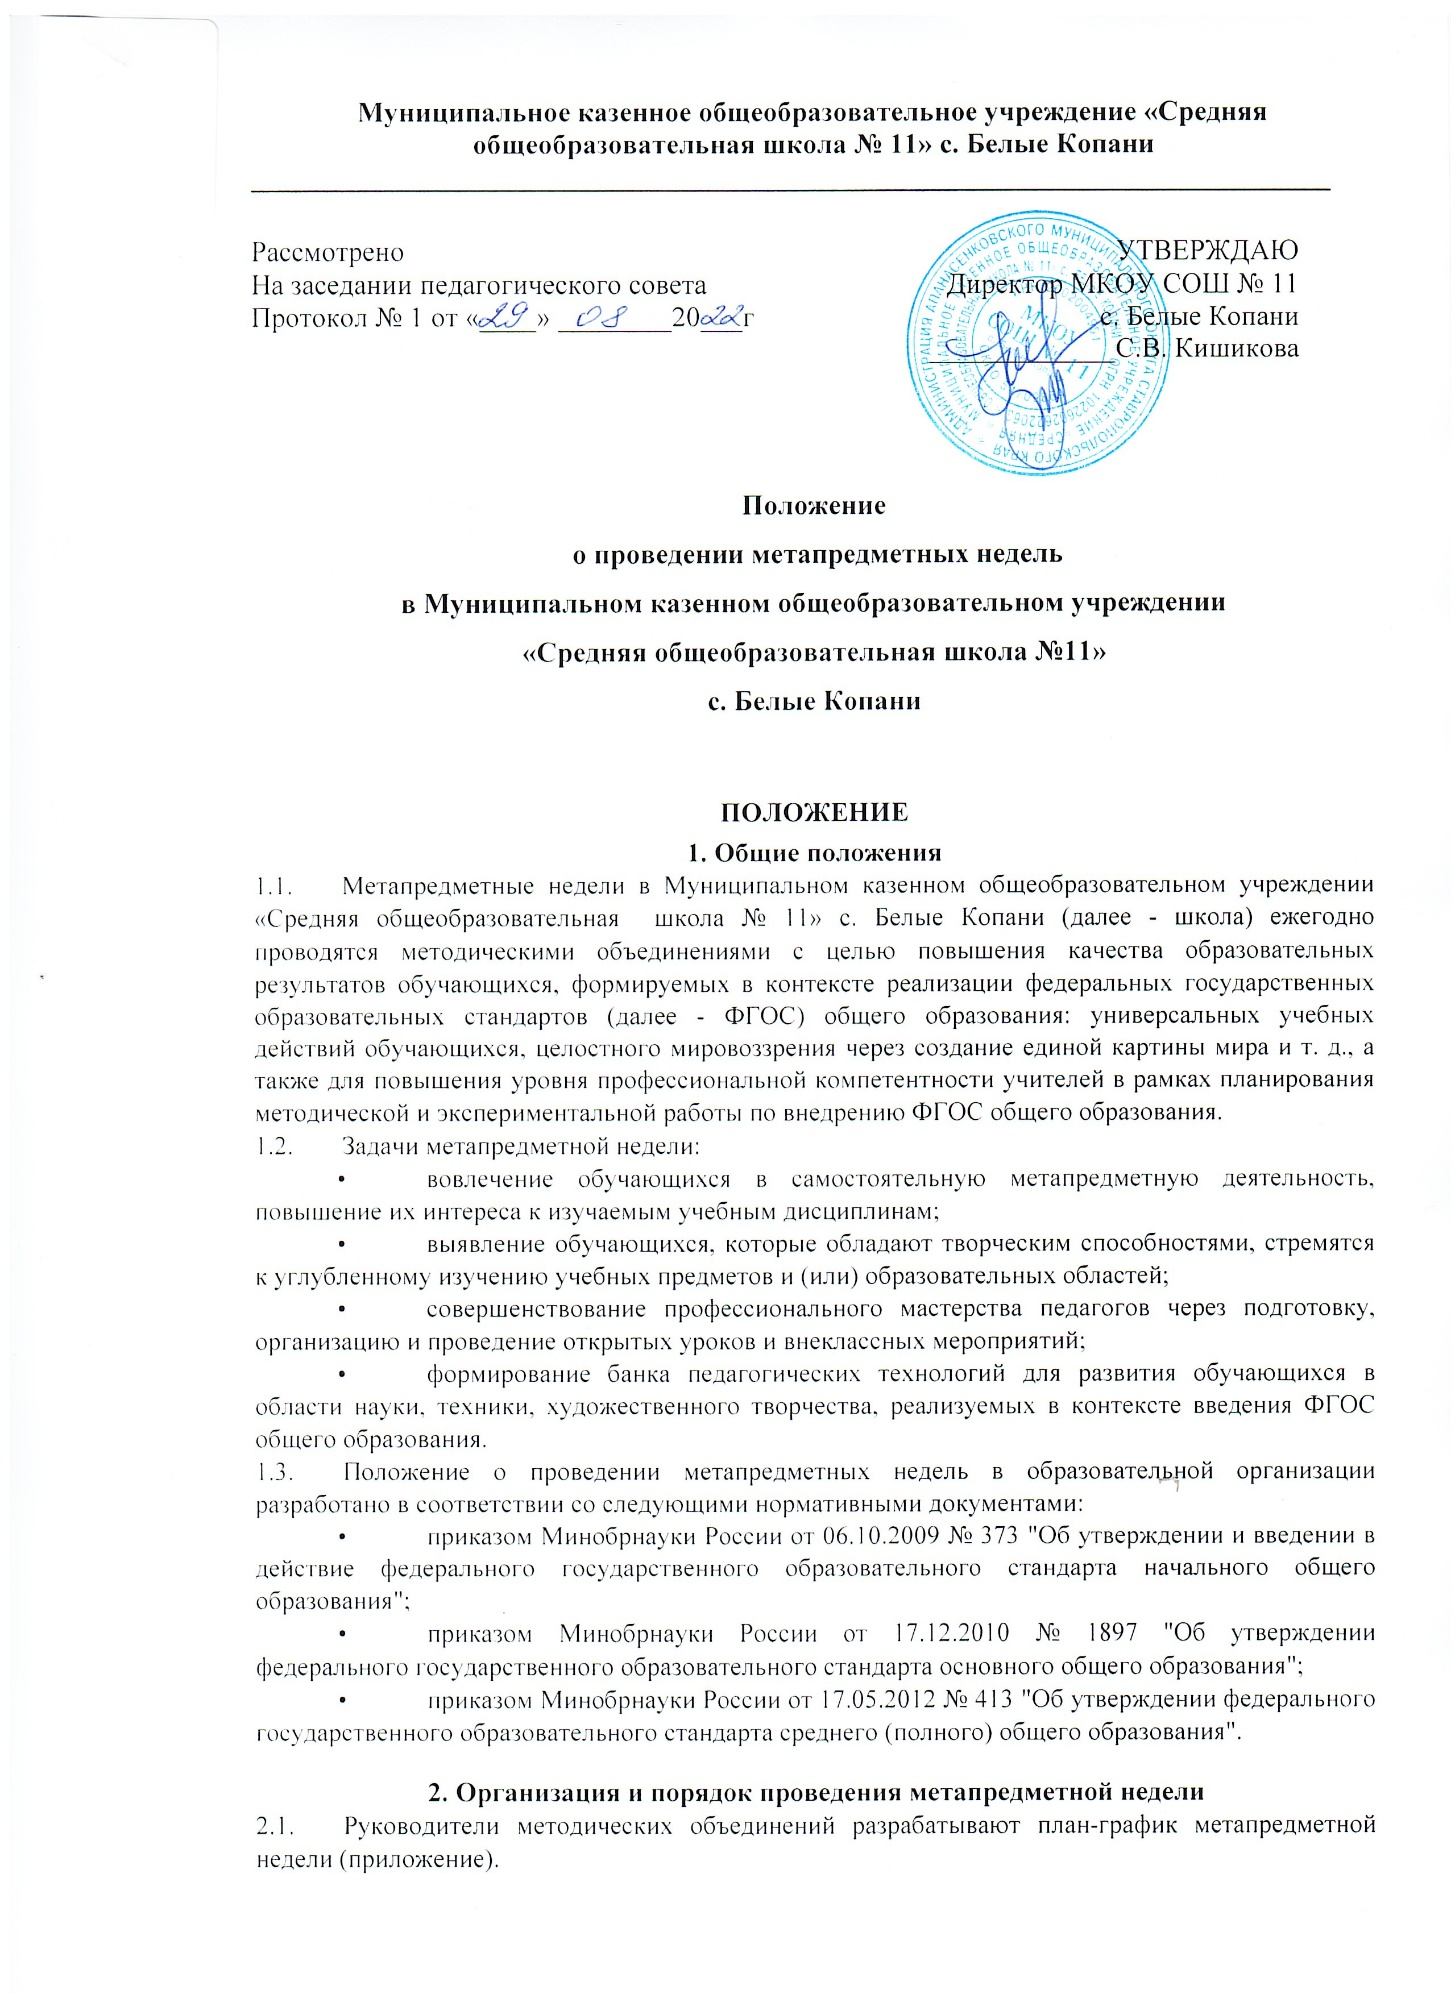 Муниципальное казенное общеобразовательное учреждение «Средняя
общеобразовательная школа № 11» с. Белые Копани
Рассмотрено
На заседании педагогического совета
Протокол № 1 от «29» 08 2022г
УТВЕРЖДАЮ
Директор МКОУ СОШ № 11
с. Белые Копани
С.В. Кишикова
Положение
о проведении метапредметных недель
в Муниципальном казенном общеобразовательном учреждении
«Средняя общеобразовательная школа №11»
с. Белые Копани
ПОЛОЖЕНИЕ
1. Общие положения
1.1. Метапредметные недели в Муниципальном казенном общеобразовательном учреждении
«Средняя общеобразовательная школа № 11» с. Белые Копани (далее - школа) ежегодно
проводятся методическими объединениями с целью повышения качества образовательных
результатов обучающихся, формируемых в контексте реализации федеральных государственных
образовательных стандартов (далее - ФГОС) общего образования: универсальных учебных
действий обучающихся, целостного мировоззрения через создание единой картины мира и т. д., а
также для повышения уровня профессиональной компетентности учителей в рамках планирования
методической и экспериментальной работы по внедрению ФГОС общего образования.
1.2. Задачи метапредметной недели:
• вовлечение обучающихся в самостоятельную метапредметную деятельность,
повышение их интереса к изучаемым учебным дисциплинам;
• выявление обучающихся, которые обладают творческим способностями, стремятся
к углубленному изучению учебных предметов и (или) образовательных областей;
• совершенствование профессионального мастерства педагогов через подготовку,
организацию и проведение открытых уроков и внеклассных мероприятий;
• формирование банка педагогических технологий для развития обучающихся в
области науки, техники, художественного творчества, реализуемых в контексте введения ФГОС
общего образования.
1.3. Положение о проведении метапредметных недель в образовательной организации
разработано в соответствии со следующими нормативными документами:
• приказом Минобрнауки России от 06.10.2009 № 373 "Об утверждении и введении в
действие федерального государственного образовательного стандарта начального общего
образования";
• приказом Минобрнауки России от 17.12.2010 № 1897 "Об утверждении
федерального государственного образовательного стандарта основного общего образования";
• приказом Минобрнауки России от 17.05.2012 № 413 "Об утверждении федерального
государственного образовательного стандарта среднего (полного) общего образования".
2. Организация и порядок проведения метапредметной недели
2.1. Руководители методических объединений разрабатывают план-график метапредметной
недели (приложение).